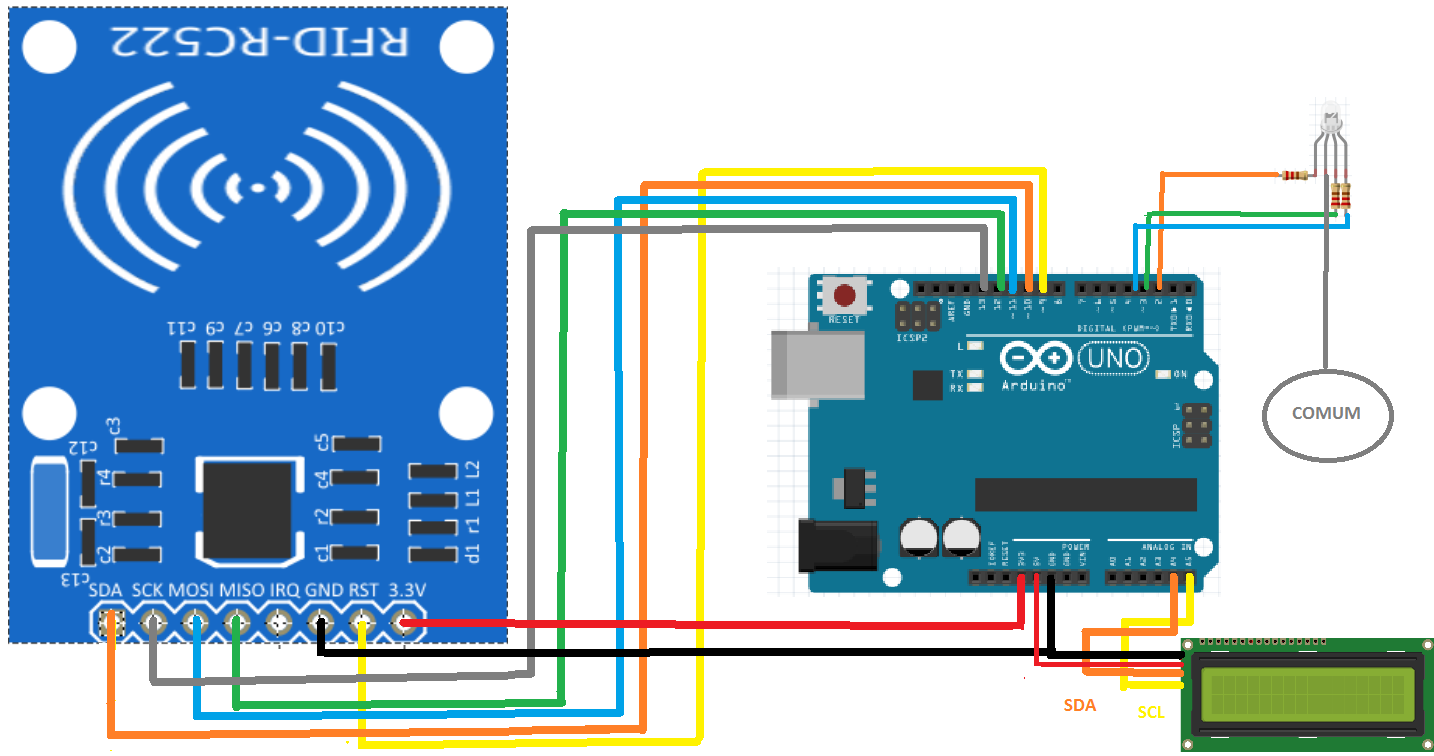 RFID-RC522
c11 c9 c7 c6 c8 c10
c3
c12
r4
r3
c2
c13
c5
c4
r2
c1
L2
L1
r1
d1
SDA SCK MOSI MISO IRQ GND RST 3.3V
RESET
ICSP2
AREF
GND
13
12
~11
~10
~9
8
7
~6
~5
4
~3
2
TXD 1
RXD 0
DIGITAL (PWM=~)
L
TX
RX
Arduino™
UNO
ON
ICSP
1
IOREF
RESET
3V3
5V
GND
GND
VIN
POWER
ANALOG IN
A0
A1
A2
A3
A4
A5
COMUM
SDA
SCL